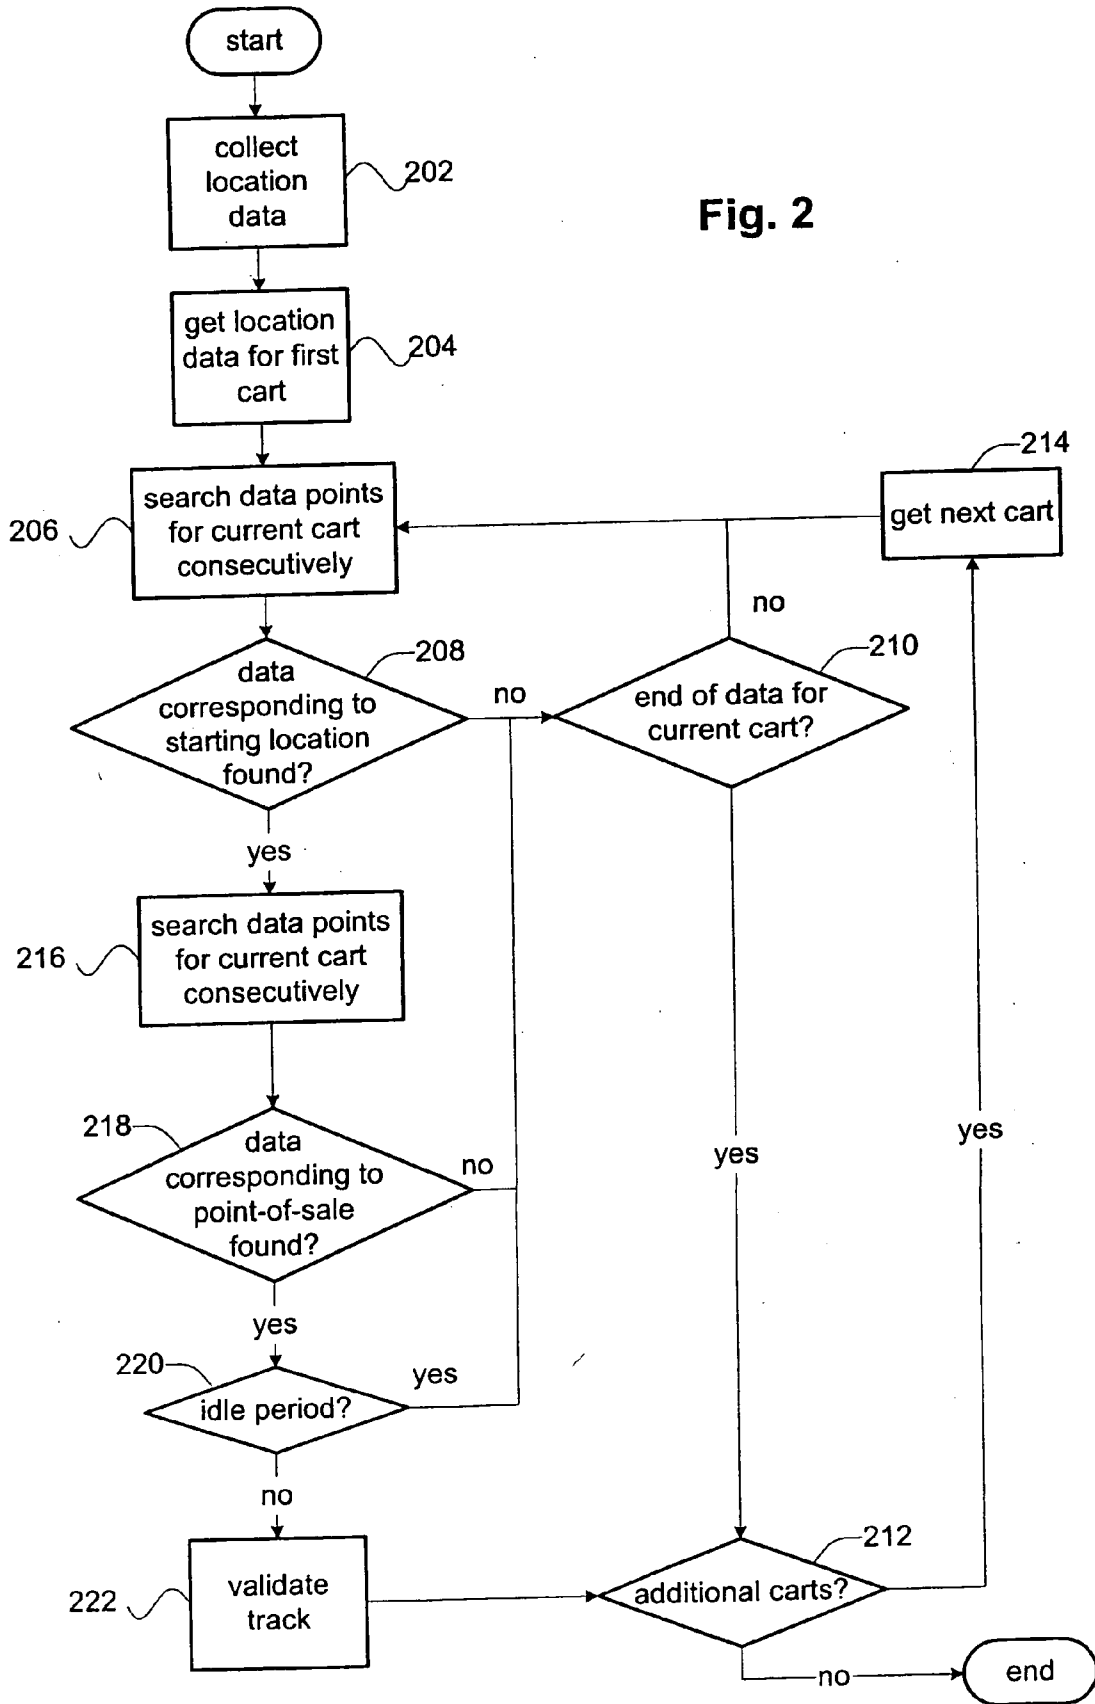 start
collect
location
data
202
Fig. 2
get location
data for first
cart
204
214
search data points
for current cart
consecutively
206
get next cart
no
208
210
data
corresponding to
starting location
found?
no
end of data for
current cart?
yes
search data points
for current cart
consecutively
216
218
data
corresponding to
point-of-sale
found?
no
yes
yes
yes
220
idle period?
yes
no
212
222
validate
track
additional carts?
no
end